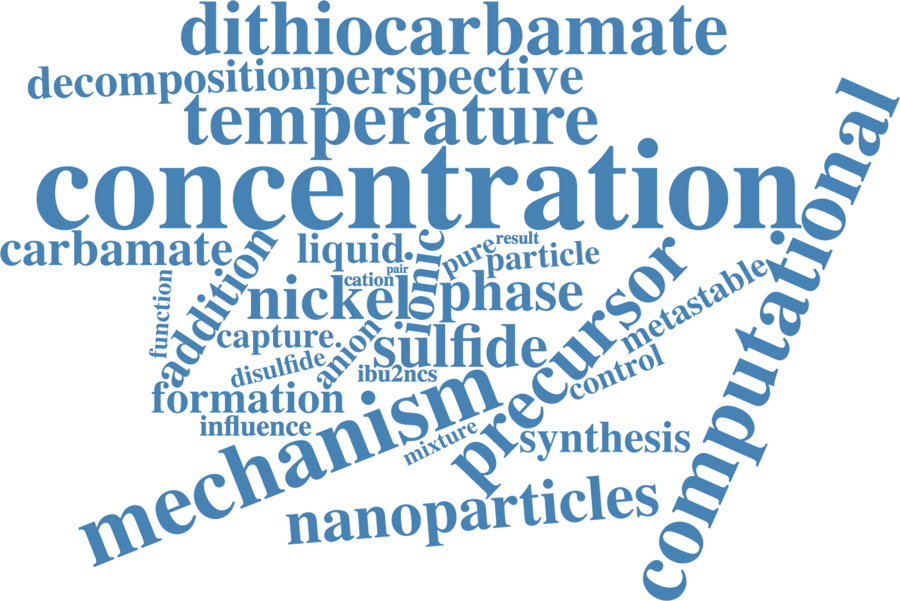 dithiocarbamate
decomposition perspective
temperature
concentration
computational
carbamate
liquid
ionic
pure
result
particle
precursor
function
addition
nickel
cation
pair
phase
metastable
capture
anion
sulfide
disulfide
ibu2ncs
control
formation
influence
mechanism
mixture
synthesis
nanoparticles